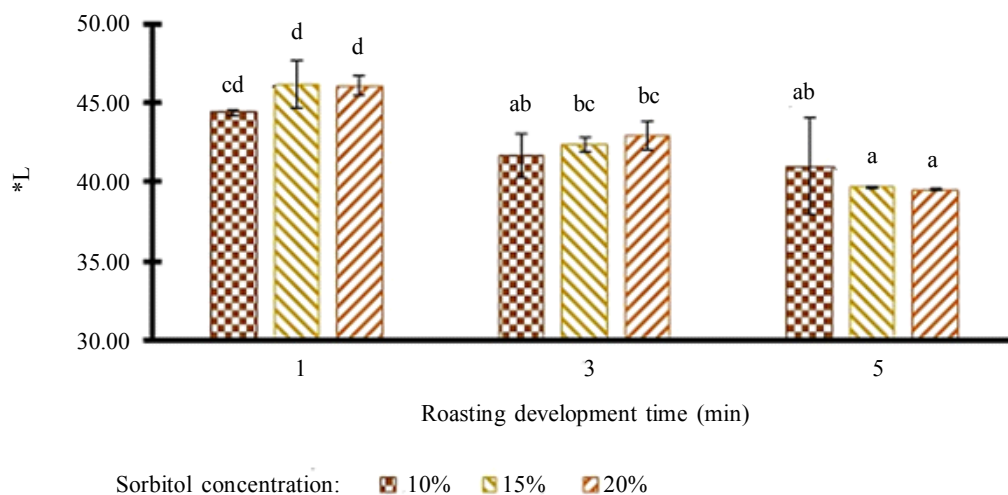 50.00
45.00
40.00
35.00
30.00
*L
cd
d
d
ab
bc
bc
ab
a
a
1
3
5
Roasting development time (min)
Sorbitol concentration: 10% 15% 20%